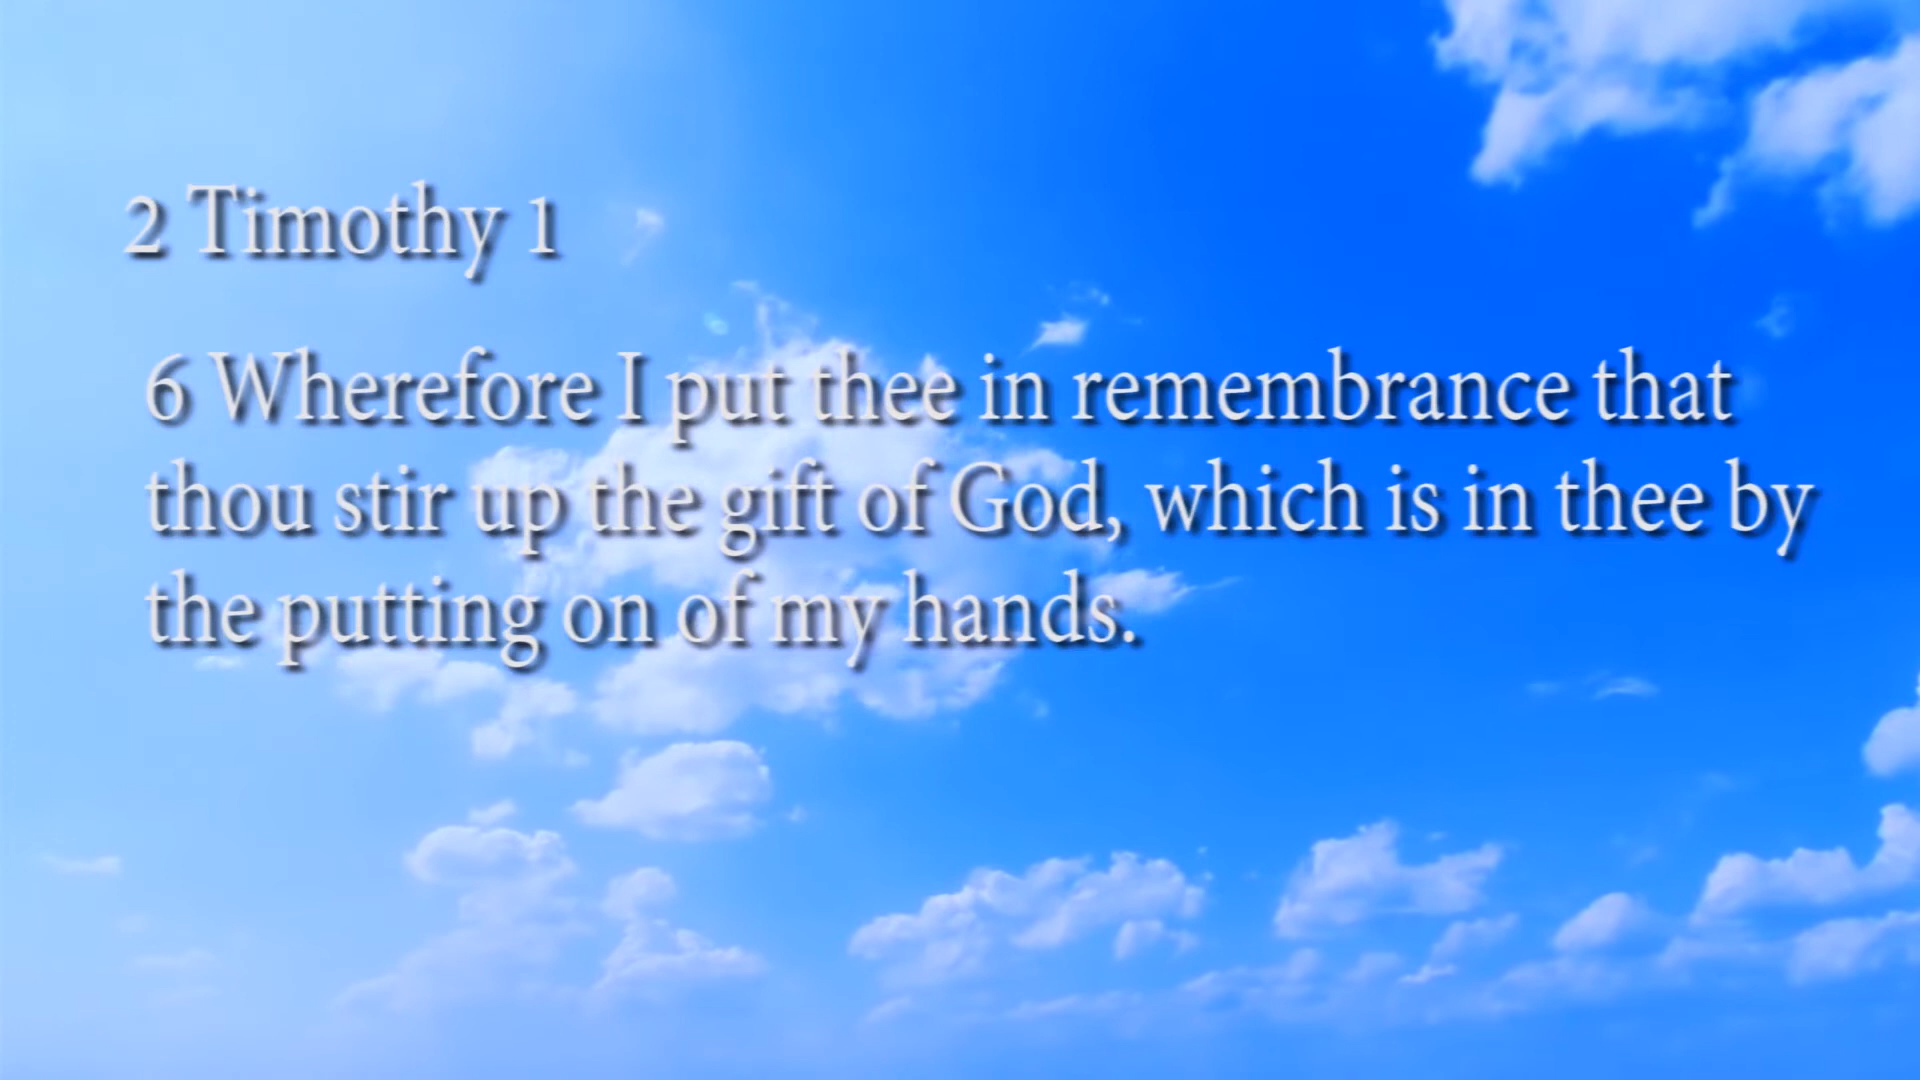 2 Timothy 1
6 Wherefore I put thee in remembrance that
thou stir up the gift of God, which is in thee by
the putting on of my hands.